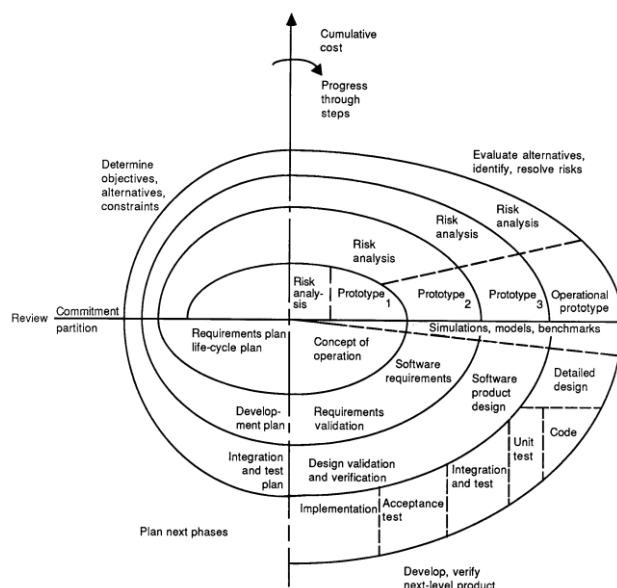 Cumulative
cost
Progress
through
steps
Determine
objectives,
alternatives,
constraints
Evaluate alternatives,
identify, resolve risks
Risk
analysis
Risk
analysis
Risk
analysis
Risk
analy-
sis
Prototype
1
Prototype
2
Prototype
3
Operational
prototype
Review
Commitment
partition
Simulations, models, benchmarks
Requirements plan
life-cycle plan
Concept of
operation
Software
requirements
Software
product
design
Detailed
design
Develop-
ment plan
Requirements
validation
Code
Unit
test
Integration
and test
plan
Design validation
and verification
Integration
and test
Acceptance
test
Implementation
Plan next phases
Develop, verify
next-level product